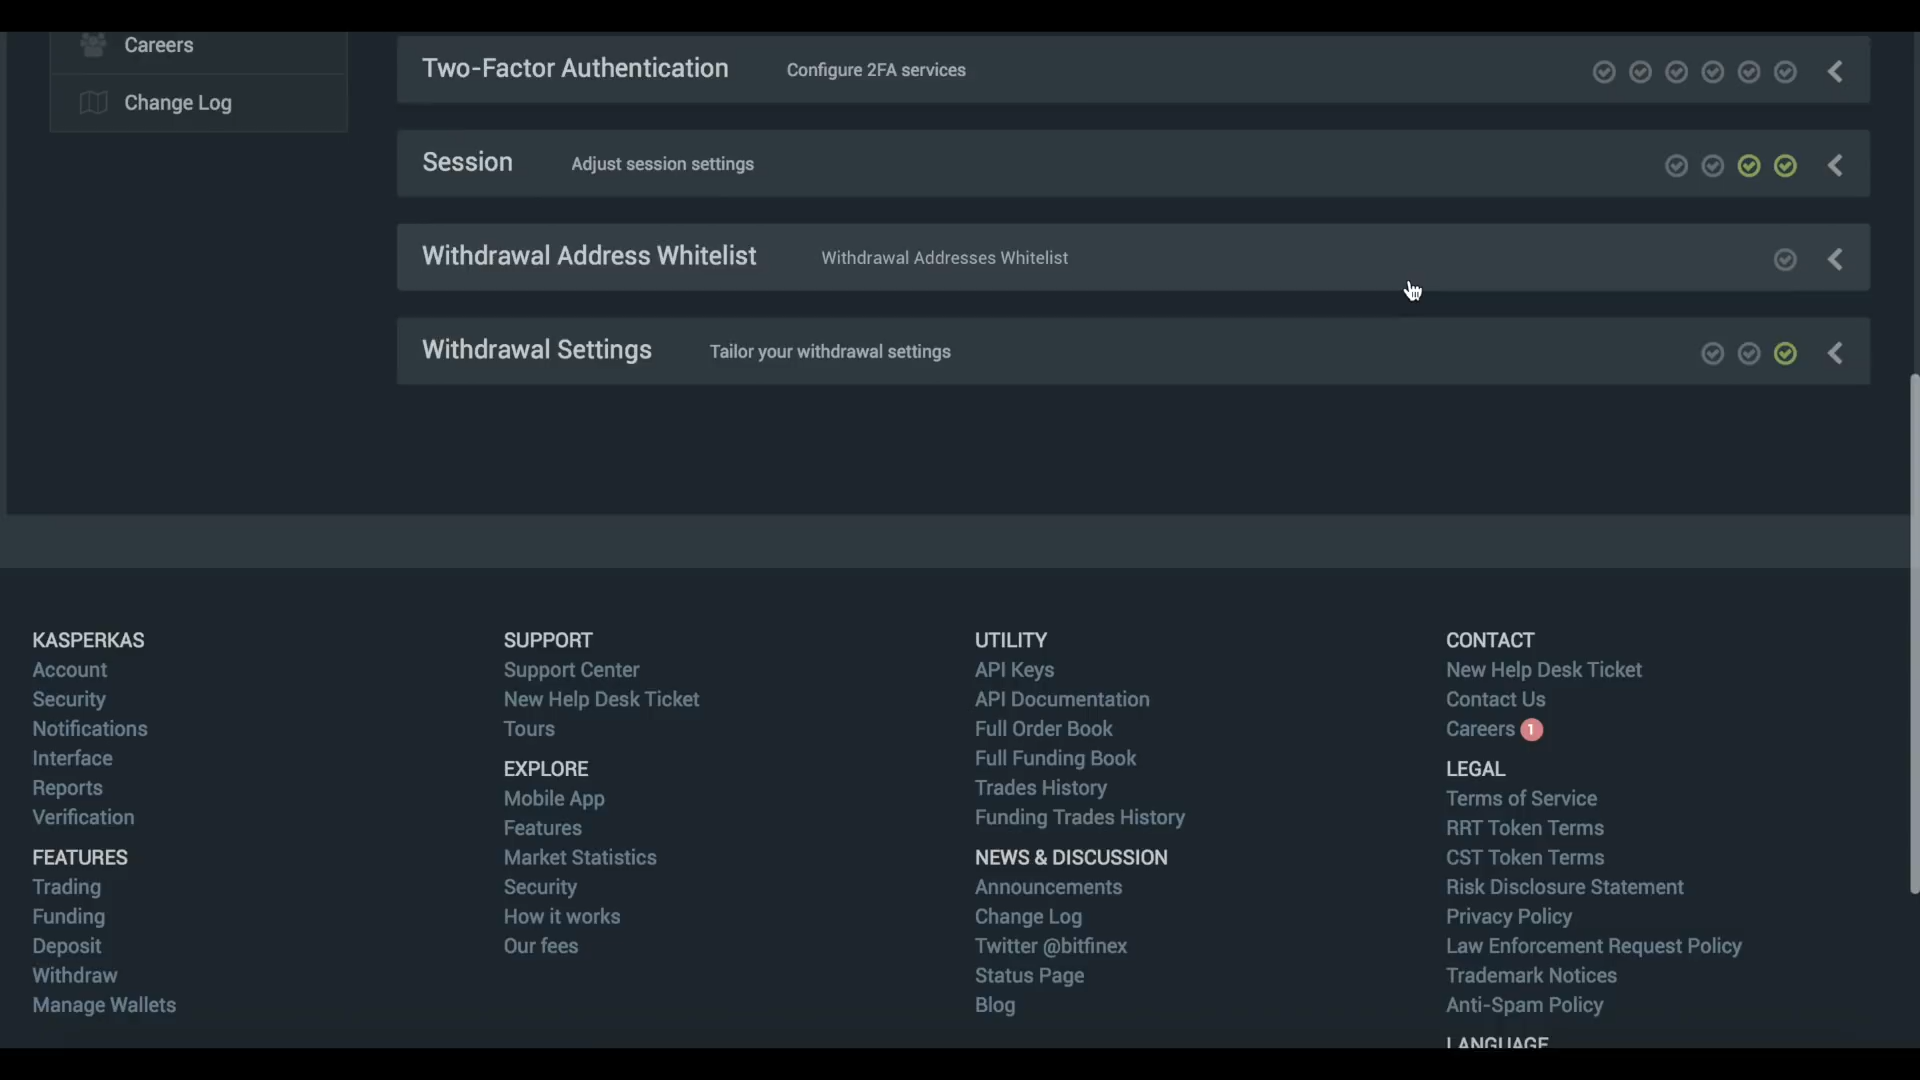 Careers
Change Log
Two-Factor Authentication Configure 2FA services
Session Adjust session settings
Withdrawal Address Whitelist Withdrawal Addresses Whitelist
Withdrawal Settings Tailor your withdrawal settings
KASPERKAS
Account
Security
Notifications
Interface
Reports
Verification
FEATURES
Trading
Funding
Deposit
Withdraw
Manage Wallets
SUPPORT
Support Center
New Help Desk Ticket
Tours
EXPLORE
Mobile App
Features
Market Statistics
Security
How it works
Our fees
UTILITY
API Keys
API Documentation
Full Order Book
Full Funding Book
Trades History
Funding Trades History
NEWS & DISCUSSION
Announcements
Change Log
Twitter @bitfinex
Status Page
Blog
CONTACT
New Help Desk Ticket
Contact Us
Careers 1
LEGAL
Terms of Service
RRT Token Terms
CST Token Terms
Risk Disclosure Statement
Privacy Policy
Law Enforcement Request Policy
Trademark Notices
Anti-Spam Policy
LANGUAGE